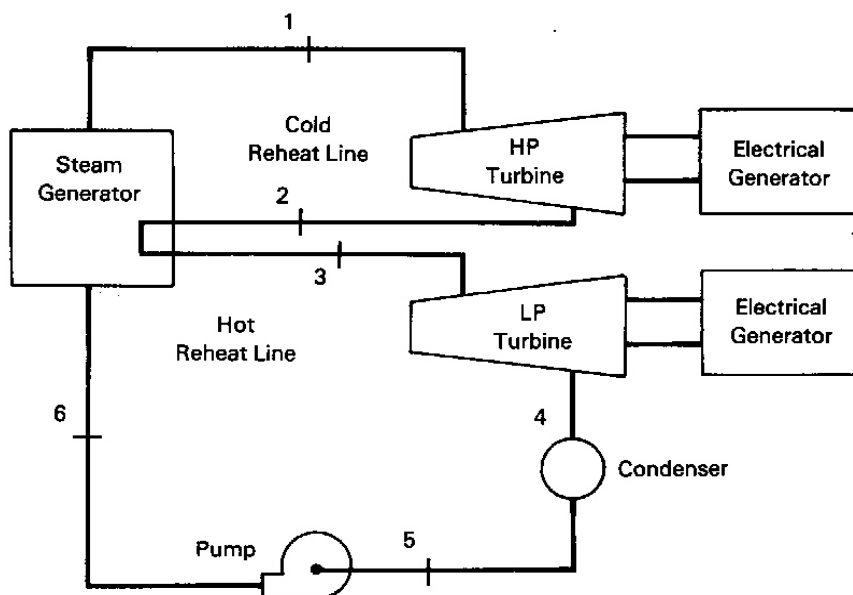 1
Cold
Reheat Line
Steam
Generator
HP
Turbine
Electrical
Generator
2
3
Hot
Reheat Line
LP
Turbine
Electrical
Generator
6
4
Condenser
Pump
5